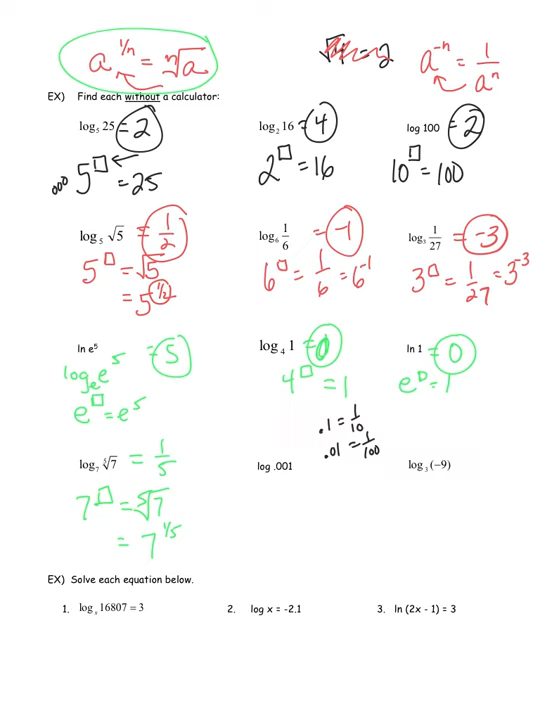 a^{1/n} = \sqrt[n]{a}
a^{-n} = \frac{1}{a^n}
EX) Find each without a calculator:
log₅ 25 = 2
log₂ 16 = 4
log 100 = 2
5^□ = 25
2^□ = 16
10^□ = 100
log₅ √5 = 1/2
log₆ 1/6 = -1
log₃ 1/27 = -3
5^□ = √5
= 5^{1/2}
6^□ = 1/6 = 6^{-1}
3^□ = 1/27 = 3^{-3}
ln e⁵ = 5
log₄ 1 = 0
ln 1 = 0
logₑ e⁵
e^□ = e⁵
4^□ = 1
e^□ = 1
.1 = 1/10
.01 = 1/100
log₇ ⁵√7 = 1/5
log .001
log₃ (−9)
7^□ = ⁵√7
= 7^{1/5}
EX) Solve each equation below.
1. logₓ 16807 = 3
2. log x = -2.1
3. ln (2x - 1) = 3